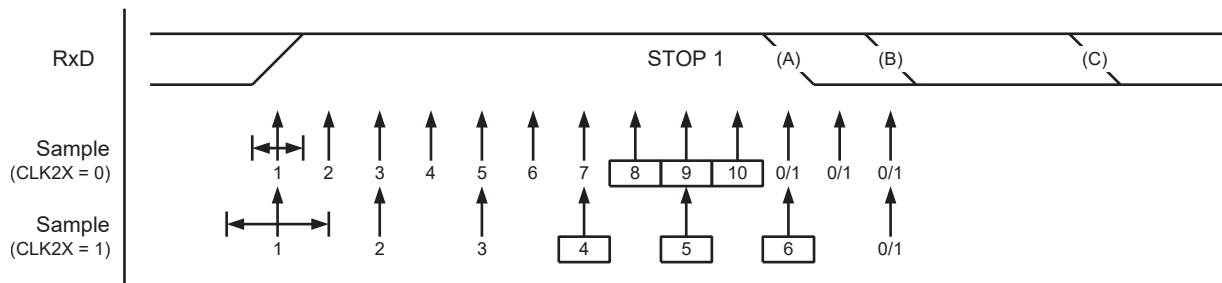 RxD STOP 1 (A) (B) (C)
Sample
(CLK2X = 0)
1 2 3 4 5 6 7 8 9 10 0/1 0/1 0/1
Sample
(CLK2X = 1)
1 2 3 4 5 6 0/1